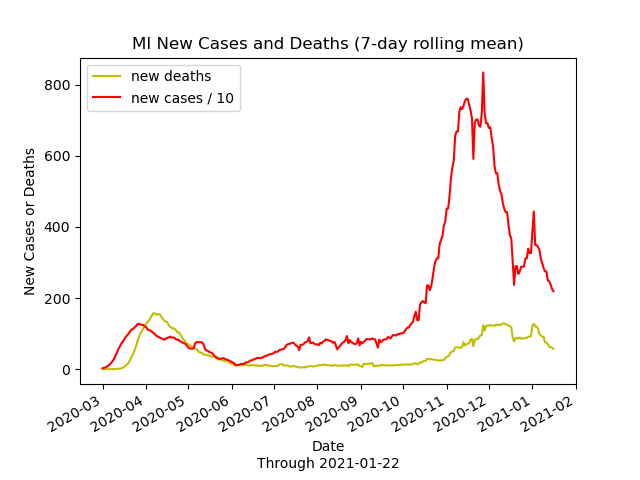 MI New Cases and Deaths (7-day rolling mean)
new deaths
new cases / 10
800
600
400
200
0
New Cases or Deaths
2020-03
2020-04
2020-05
2020-06
2020-07
2020-08
2020-09
2020-10
2020-11
2020-12
2021-01
2021-02
Date
Through 2021-01-22